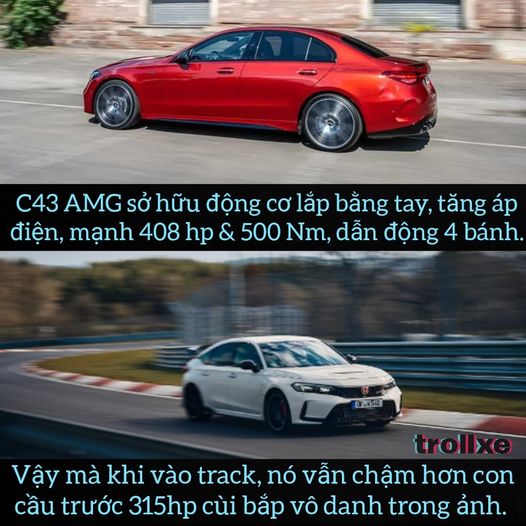 C43 AMG sở hữu động cơ lắp bằng tay, tăng áp
điện, mạnh 408 hp & 500 Nm, dẫn động 4 bánh.
trollxe
Vậy mà khi vào track, nó vẫn chậm hơn con
cầu trước 315hp cùi bắp vô danh trong ảnh.